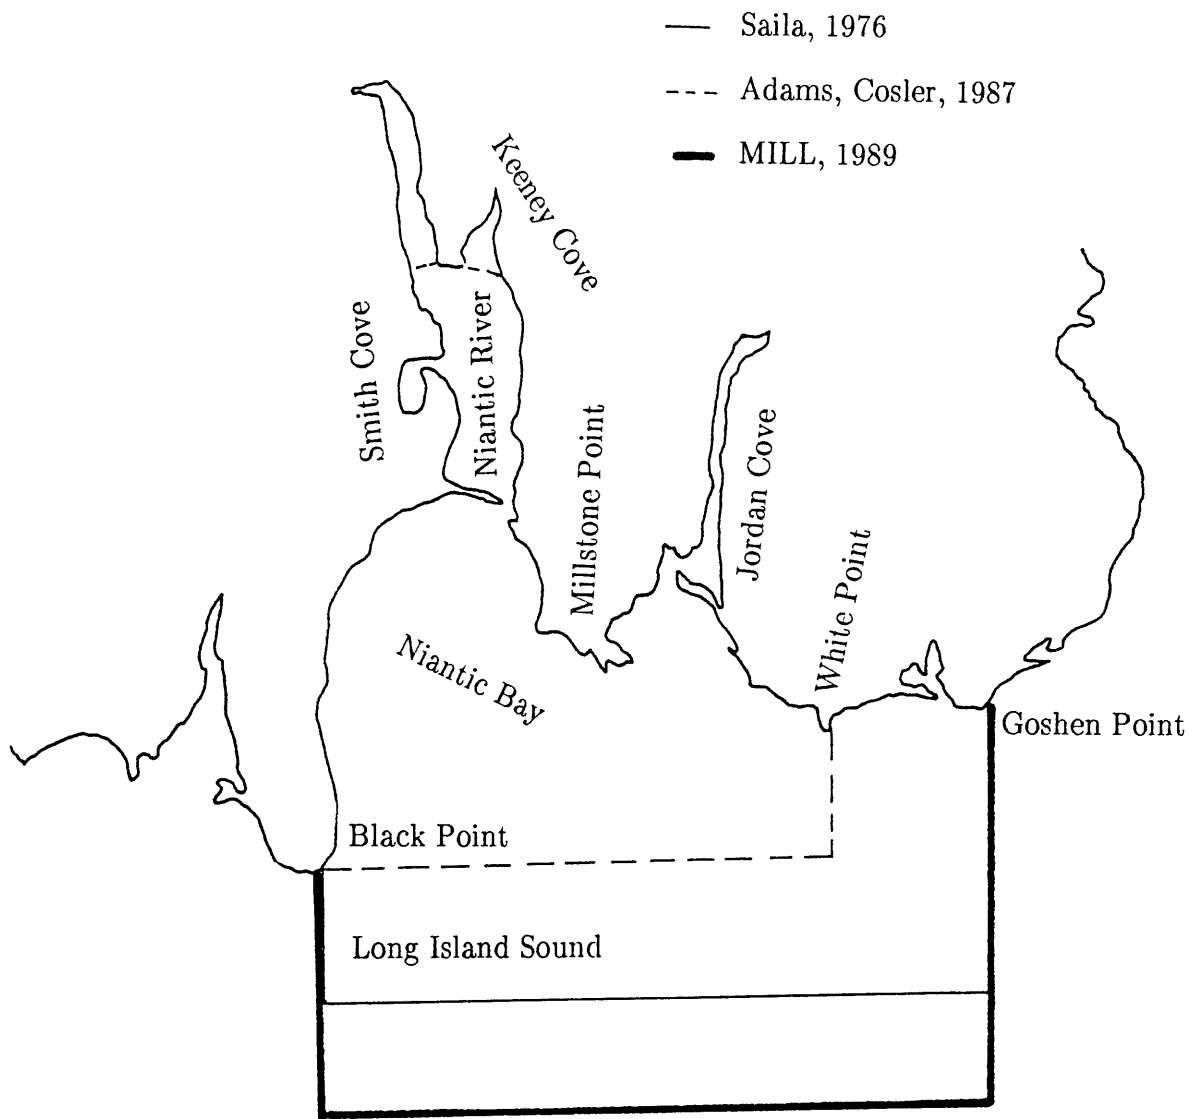 Saila, 1976
Adams, Cosler, 1987
MILL, 1989
Keeney Cove
Smith Cove
Niantic River
Millstone Point
Jordan Cove
White Point
Niantic Bay
Goshen Point
Black Point
Long Island Sound